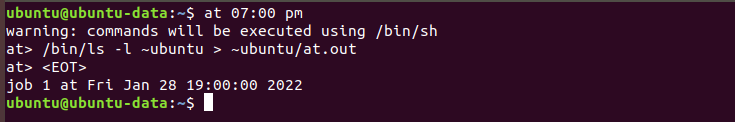 ubuntu@ubuntu-data:~$ at 07:00 pm
warning: commands will be executed using /bin/sh
at> /bin/ls -l ~ubuntu > ~ubuntu/at.out
at> <EOT>
job 1 at Fri Jan 28 19:00:00 2022
ubuntu@ubuntu-data:~$